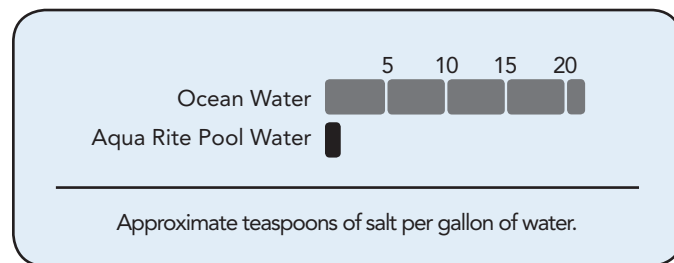 5 10 15 20
Ocean Water
Aqua Rite Pool Water
Approximate teaspoons of salt per gallon of water.